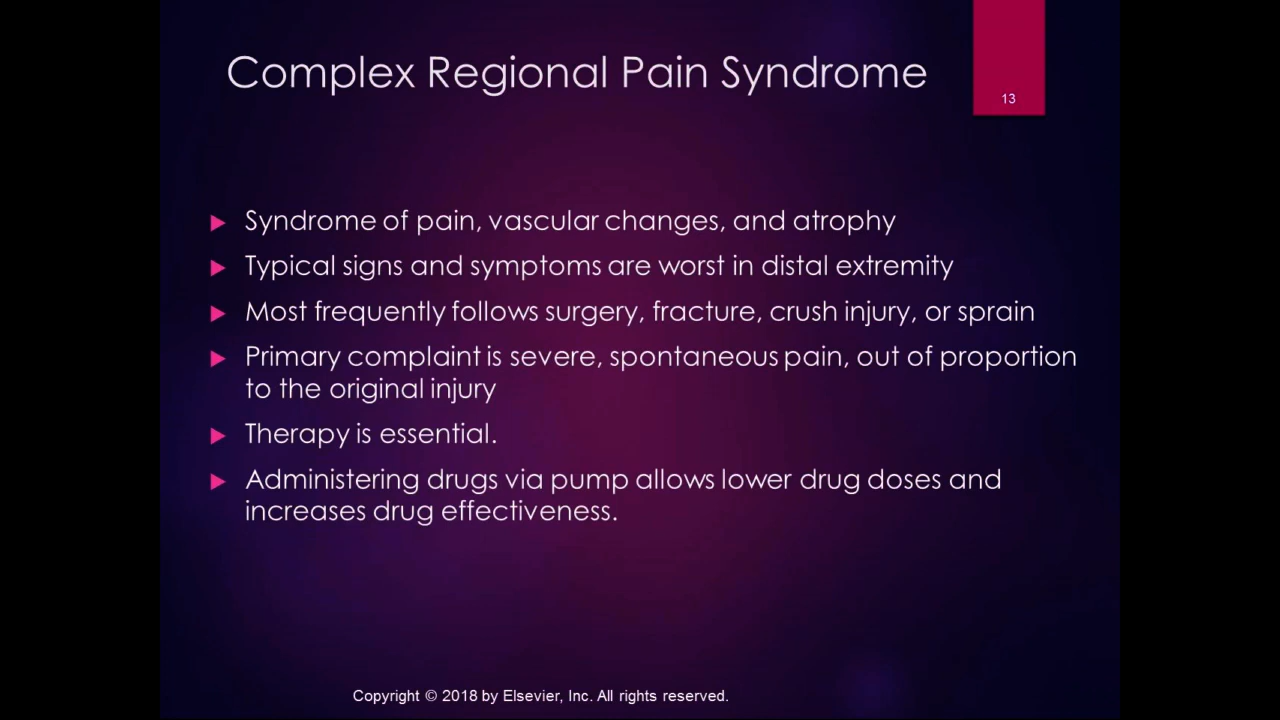 Complex Regional Pain Syndrome
13
Syndrome of pain, vascular changes, and atrophy
Typical signs and symptoms are worst in distal extremity
Most frequently follows surgery, fracture, crush injury, or sprain
Primary complaint is severe, spontaneous pain, out of proportion
to the original injury
Therapy is essential.
Administering drugs via pump allows lower drug doses and
increases drug effectiveness.
Copyright © 2018 by Elsevier, Inc. All rights reserved.